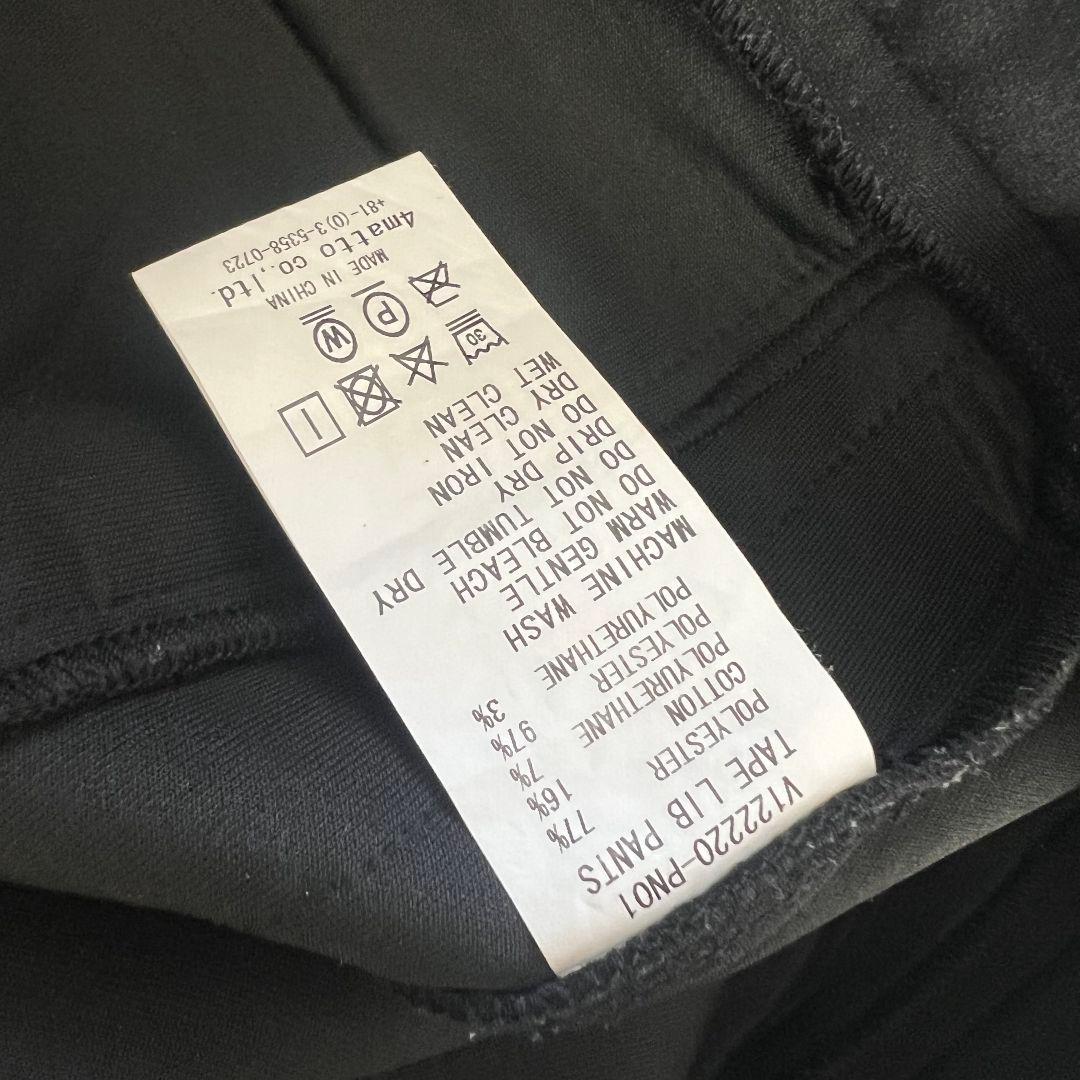 V122220-PN01
TAPE LIB PANTS
POLYESTER 77%
COTTON 16%
POLYURETHANE 7%
POLYESTER 97%
POLYURETHANE 3%
MACHINE WASH
WARM GENTLE
DO NOT BLEACH
DO NOT TUMBLE DRY
DRIP DRY
DO NOT IRON
DRY CLEAN
WET CLEAN
30
P W
MADE IN CHINA
4matto co.,ltd.
+81-(0)3-5358-0723